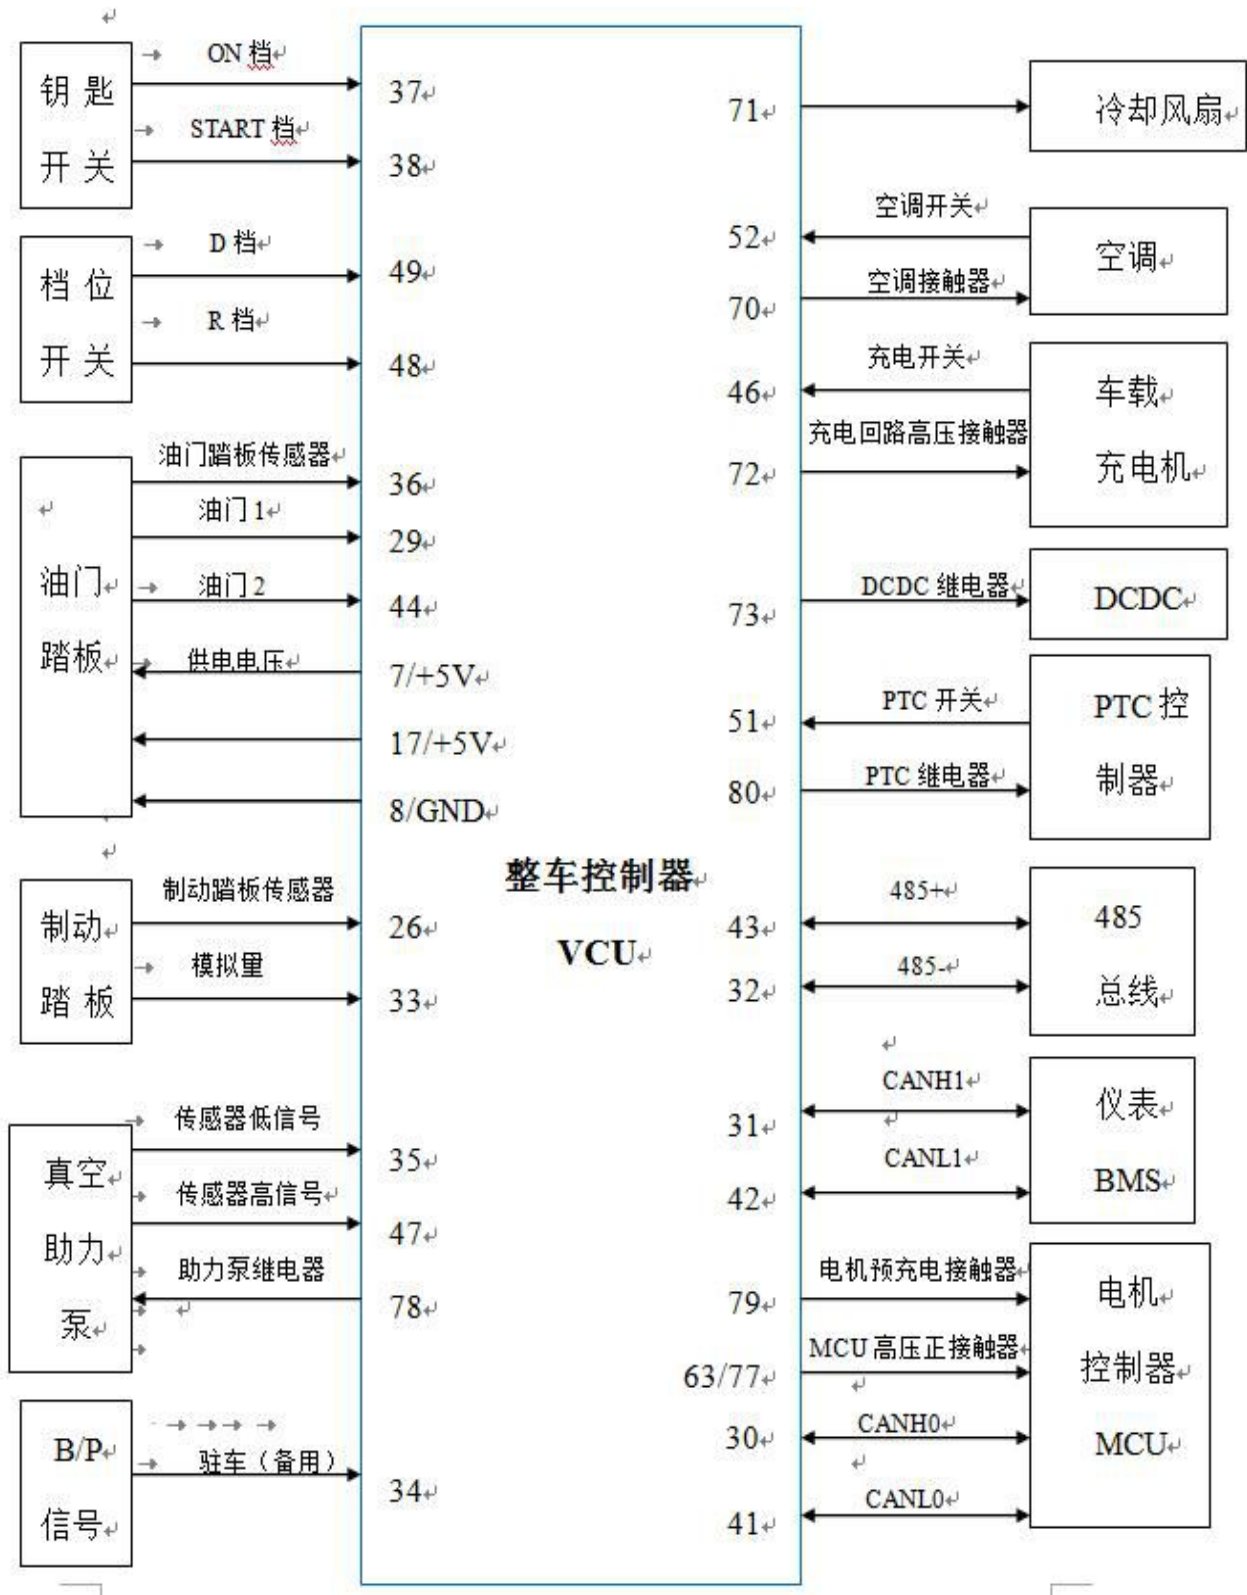 ON 档
钥 匙
START 档
开 关
37
38
D 档
档 位
R 档
开 关
49
48
油门踏板传感器
油门 1
油门
油门 2
踏板
供电电压
36
29
44
7/+5V
17/+5V
8/GND
制动踏板传感器
制动
模拟量
踏 板
26
33
传感器低信号
真空
传感器高信号
助力
助力泵继电器
泵
35
47
78
B/P
驻车（备用）
信号
34
整车控制器
VCU
71
冷却风扇
52
空调开关
空调
70
空调接触器
46
充电开关
车载
充电回路高压接触器
72
充电机
73
DCDC 继电器
DCDC
51
PTC 开关
PTC 控
80
PTC 继电器
制器
43
485+
485
32
485-
总线
31
CANH1
仪表
42
CANL1
BMS
79
电机预充电接触器
电机
63/77
MCU 高压正接触器
控制器
30
CANH0
MCU
41
CANL0